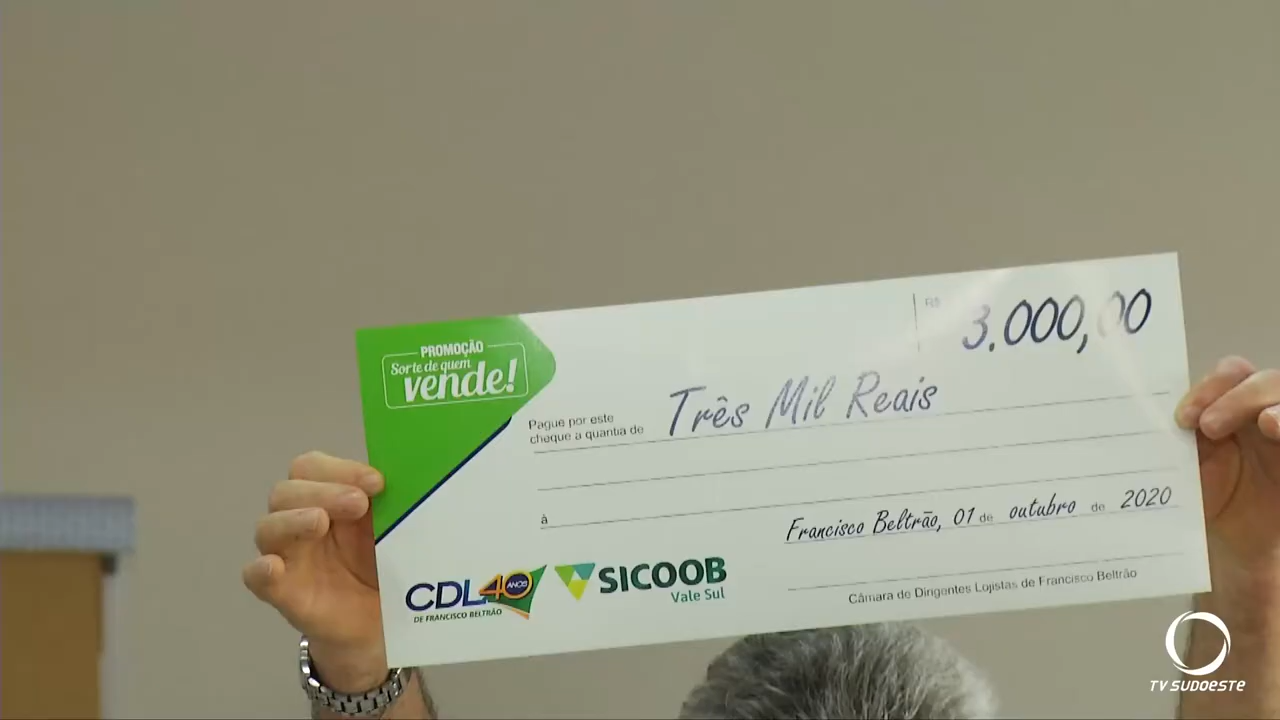 PROMOÇÃO
Sorte de quem
vende!
R$
3.000,00
Pague por este
cheque a quantia de
Três Mil Reais
à
Francisco Beltrão, 01 de outubro de 2020
CDL 40 ANOS
DE FRANCISCO BELTRÃO
SICOOB
Vale Sul
Câmara de Dirigentes Lojistas de Francisco Beltrão
TV SUDOESTE